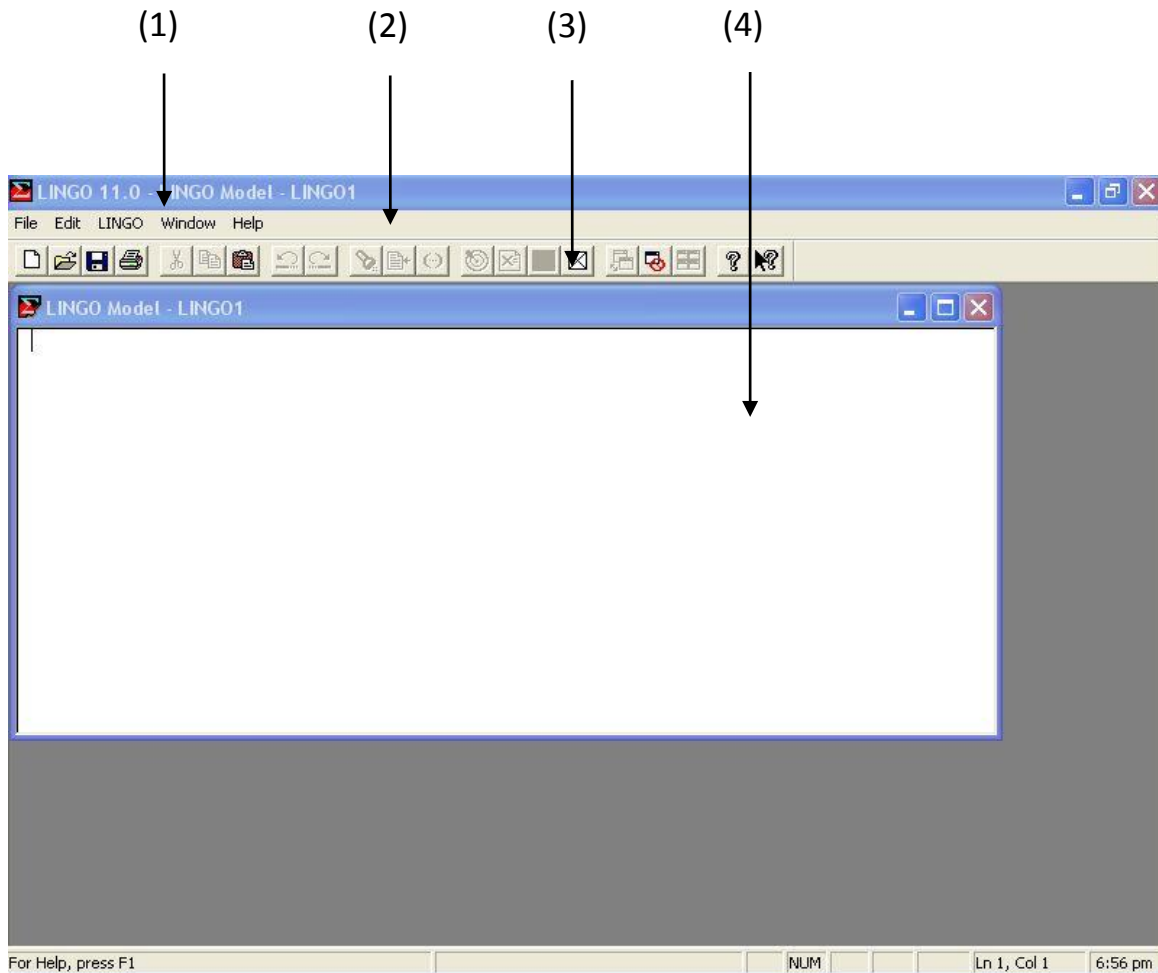 (1) (2) (3) (4)
LINGO 11.0 - LINGO Model - LINGO1
File Edit LINGO Window Help
LINGO Model - LINGO1
For Help, press F1 NUM Ln 1, Col 1 6:56 pm